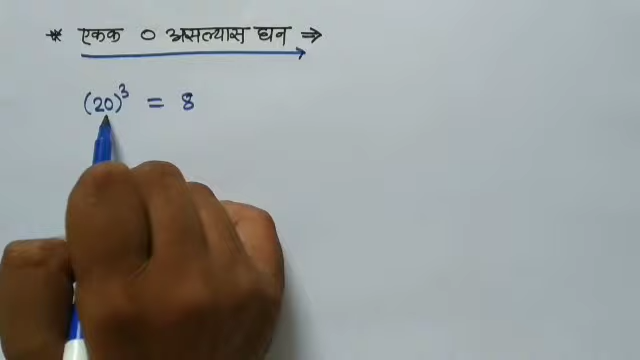 * एकक 0 असल्यास घन ⇒
(20)³ = 8